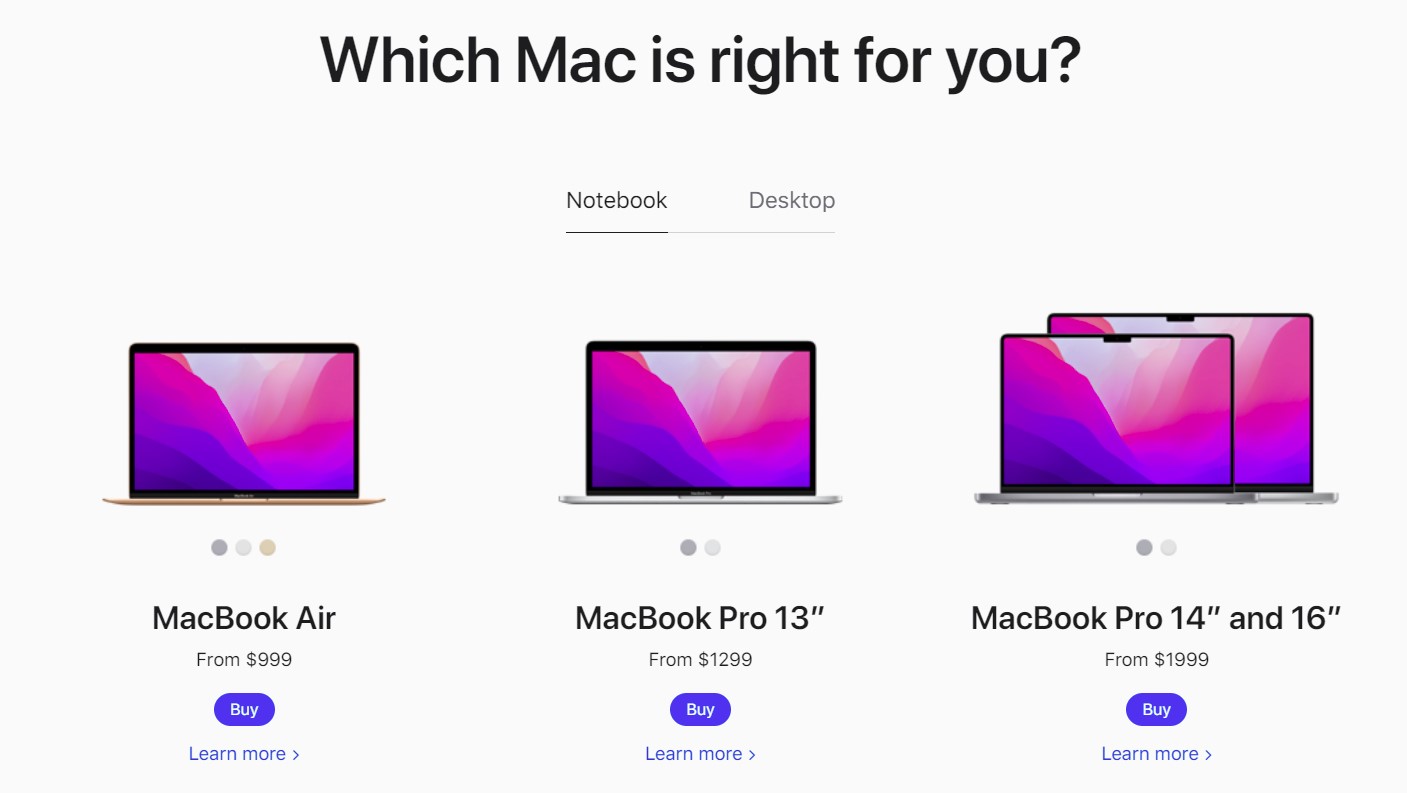 Which Mac is right for you?
Notebook Desktop
MacBook Air
From $999
Buy
Learn more >
MacBook Pro 13″
From $1299
Buy
Learn more >
MacBook Pro 14″ and 16″
From $1999
Buy
Learn more >